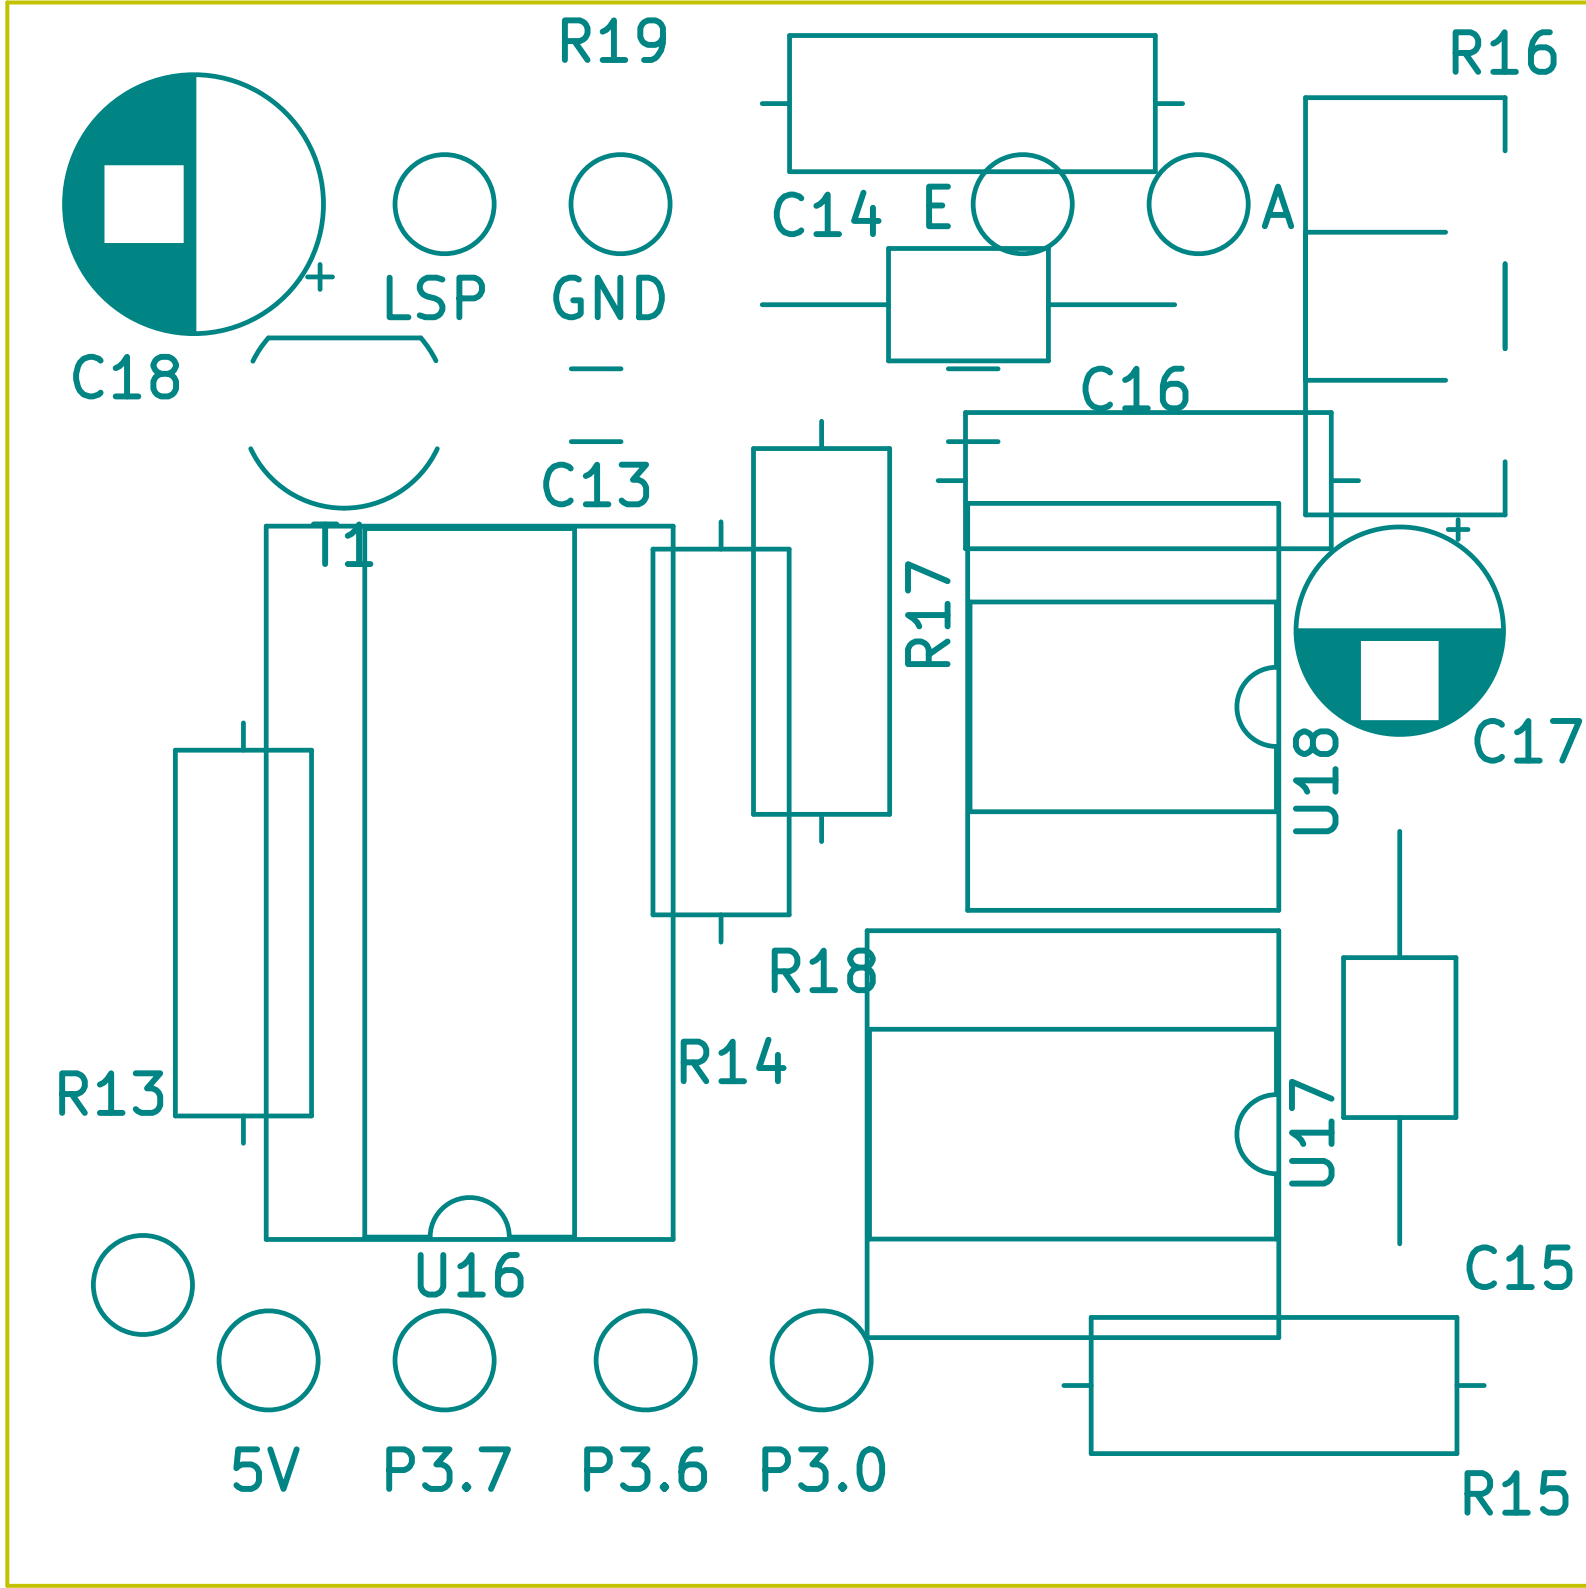 R19
R16
C14
E
A
+
LSP
GND
C18
C16
C13
+
T1
R17
C17
U18
R18
R14
R13
U17
U16
C15
5V
P3.7
P3.6
P3.0
R15